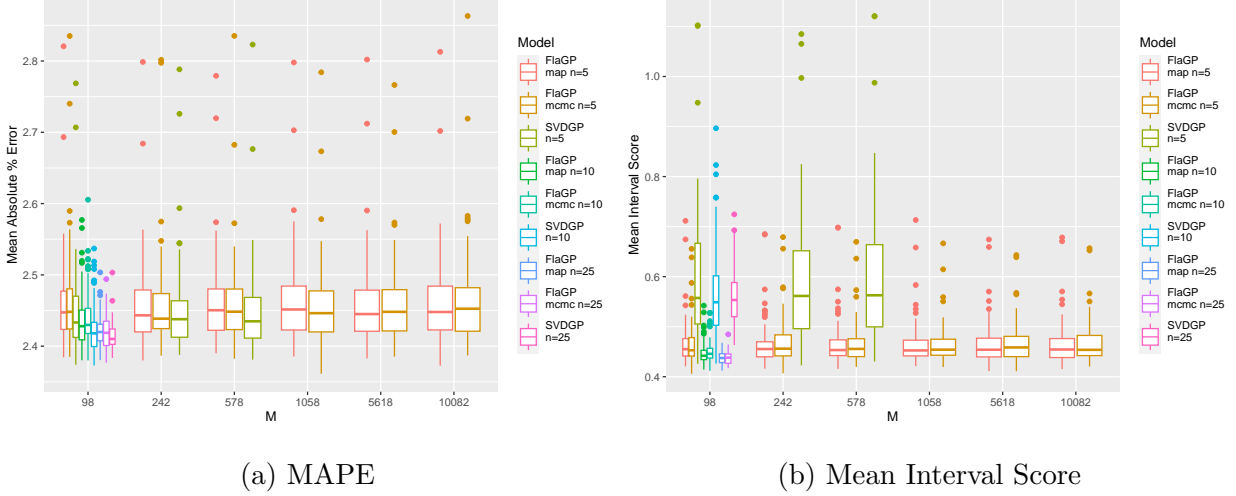 2.8
2.7
2.6
2.5
2.4
Mean Absolute % Error
98
242
578
1058
5618
10082
M
Model
FlaGP
map n=5
FlaGP
mcmc n=5
SVDGP
n=5
FlaGP
map n=10
FlaGP
mcmc n=10
SVDGP
n=10
FlaGP
map n=25
FlaGP
mcmc n=25
SVDGP
n=25
(a) MAPE
1.0
0.8
0.6
0.4
Mean Interval Score
98
242
578
1058
5618
10082
M
Model
FlaGP
map n=5
FlaGP
mcmc n=5
SVDGP
n=5
FlaGP
map n=10
FlaGP
mcmc n=10
SVDGP
n=10
FlaGP
map n=25
FlaGP
mcmc n=25
SVDGP
n=25
(b) Mean Interval Score